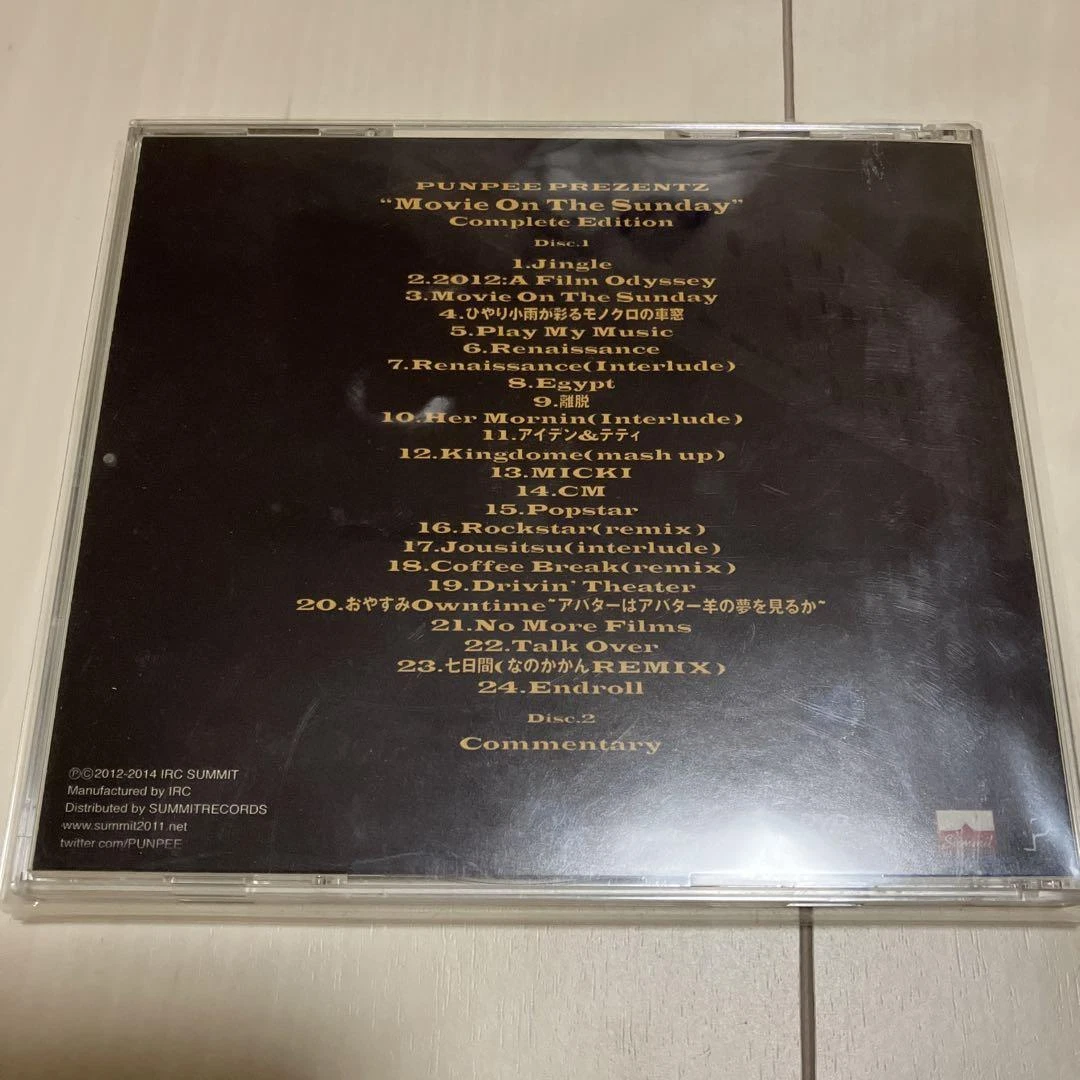 PUNPEE PREZENTZ
“Movie On The Sunday”
Complete Edition
Disc.1
1.Jingle
2.2012:A Film Odyssey
3.Movie On The Sunday
4.ひやり小雨が彩るモノクロの車窓
5.Play My Music
6.Renaissance
7.Renaissance(Interlude)
8.Egypt
9.離脱
10.Her Mornin(Interlude)
11.アイデン&テティ
12.Kingdome(mash up)
13.MICKI
14.CM
15.Popstar
16.Rockstar(remix)
17.Jousitsu(interlude)
18.Coffee Break(remix)
19.Drivin' Theater
20.おやすみOwntime~アバターはアバター羊の夢を見るか~
21.No More Films
22.Talk Over
23.七日間(なのかかんREMIX)
24.Endroll
Disc.2
Commentary
Ⓟ©2012-2014 IRC SUMMIT
Manufactured by IRC
Distributed by SUMMITRECORDS
www.summit2011.net
twitter.com/PUNPEE
Summit